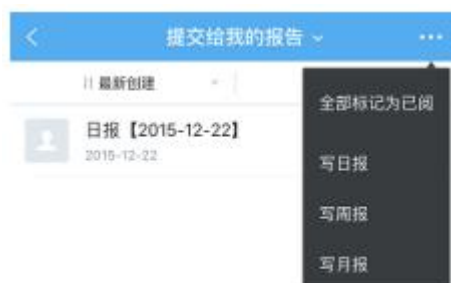 提交给我的报告
最新创建
全部标记为已阅
日报【2015-12-22】
2015-12-22
写日报
写周报
写月报